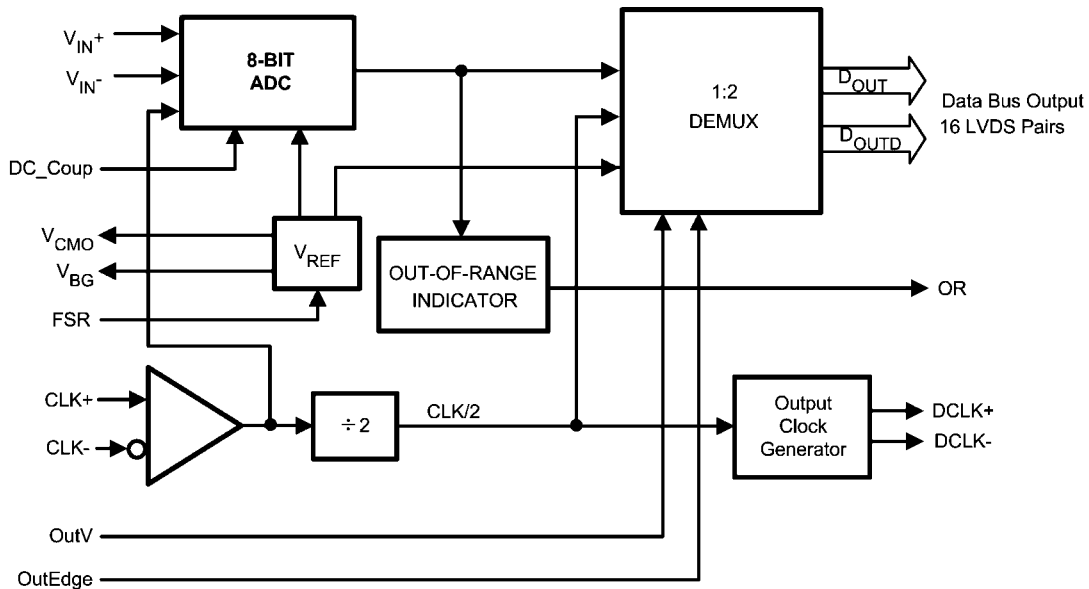 V_IN+
V_IN-
8-BIT
ADC
1:2
DEMUX
D_OUT
D_OUTD
Data Bus Output
16 LVDS Pairs
DC_Coup
V_CMO
V_BG
V_REF
FSR
OUT-OF-RANGE
INDICATOR
OR
CLK+
CLK-
÷2
CLK/2
Output
Clock
Generator
DCLK+
DCLK-
OutV
OutEdge